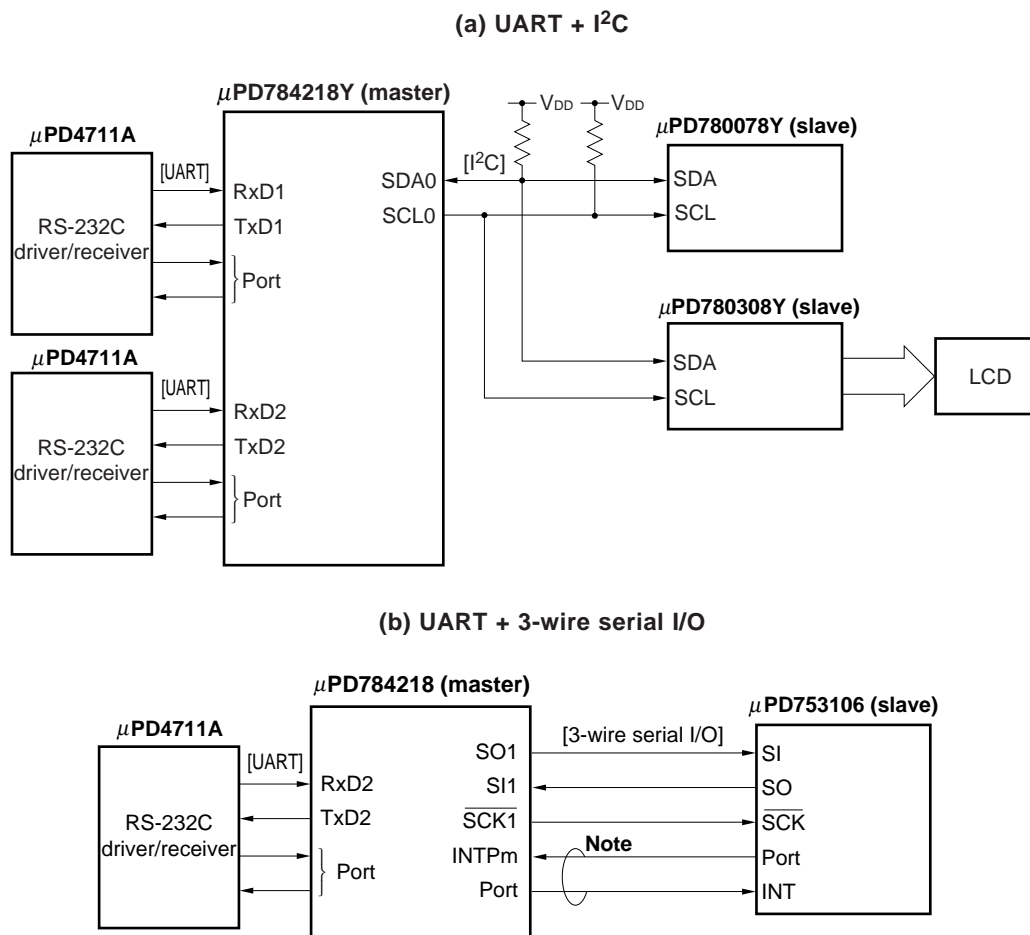 (a) UART + I²C
µPD784218Y (master)
µPD4711A
[UART]
RS-232C
driver/receiver
RxD1
TxD1
Port
µPD4711A
[UART]
RS-232C
driver/receiver
RxD2
TxD2
Port
SDA0
SCL0
[I²C]
VDD
VDD
µPD780078Y (slave)
SDA
SCL
µPD780308Y (slave)
SDA
SCL
LCD
(b) UART + 3-wire serial I/O
µPD784218 (master)
µPD4711A
[UART]
RS-232C
driver/receiver
RxD2
TxD2
Port
SO1
SI1
SCK1
INTPm
Port
[3-wire serial I/O]
Note
µPD753106 (slave)
SI
SO
SCK
Port
INT